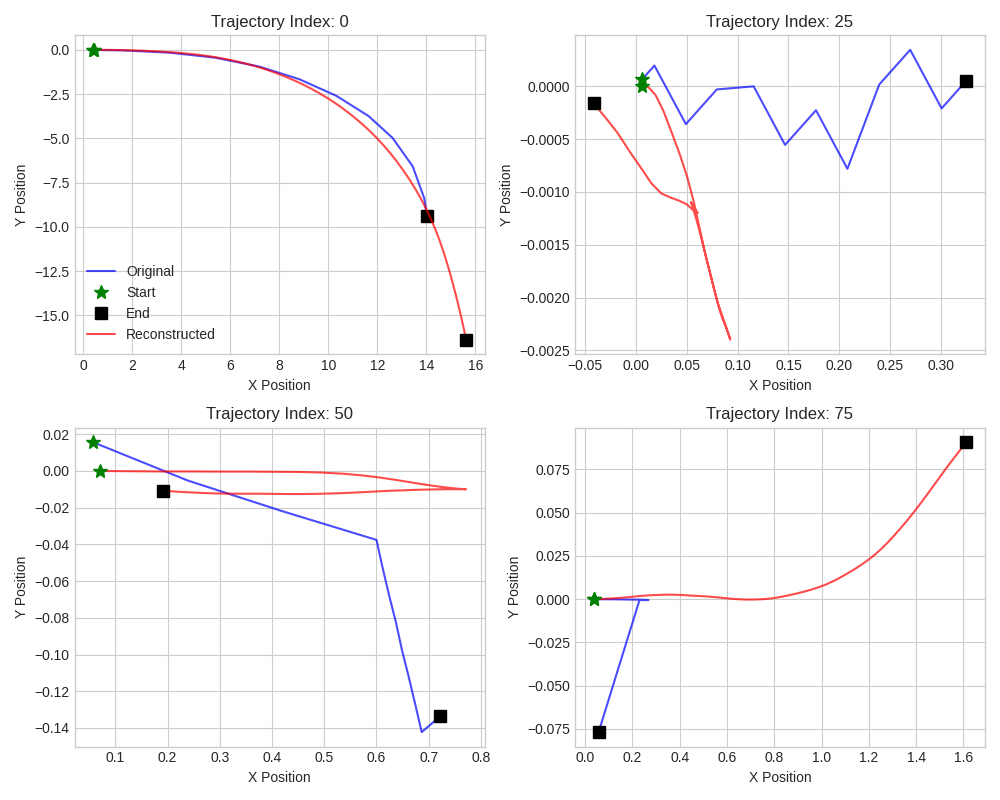 Trajectory Index: 0
0.0
−2.5
−5.0
−7.5
−10.0
−12.5
−15.0
Y Position
Original
Start
End
Reconstructed
0 2 4 6 8 10 12 14 16
X Position
Trajectory Index: 25
0.0000
−0.0005
−0.0010
−0.0015
−0.0020
−0.0025
Y Position
−0.05 0.00 0.05 0.10 0.15 0.20 0.25 0.30
X Position
Trajectory Index: 50
0.02
0.00
−0.02
−0.04
−0.06
−0.08
−0.10
−0.12
−0.14
Y Position
0.1 0.2 0.3 0.4 0.5 0.6 0.7 0.8
X Position
Trajectory Index: 75
0.075
0.050
0.025
0.000
−0.025
−0.050
−0.075
Y Position
0.0 0.2 0.4 0.6 0.8 1.0 1.2 1.4 1.6
X Position